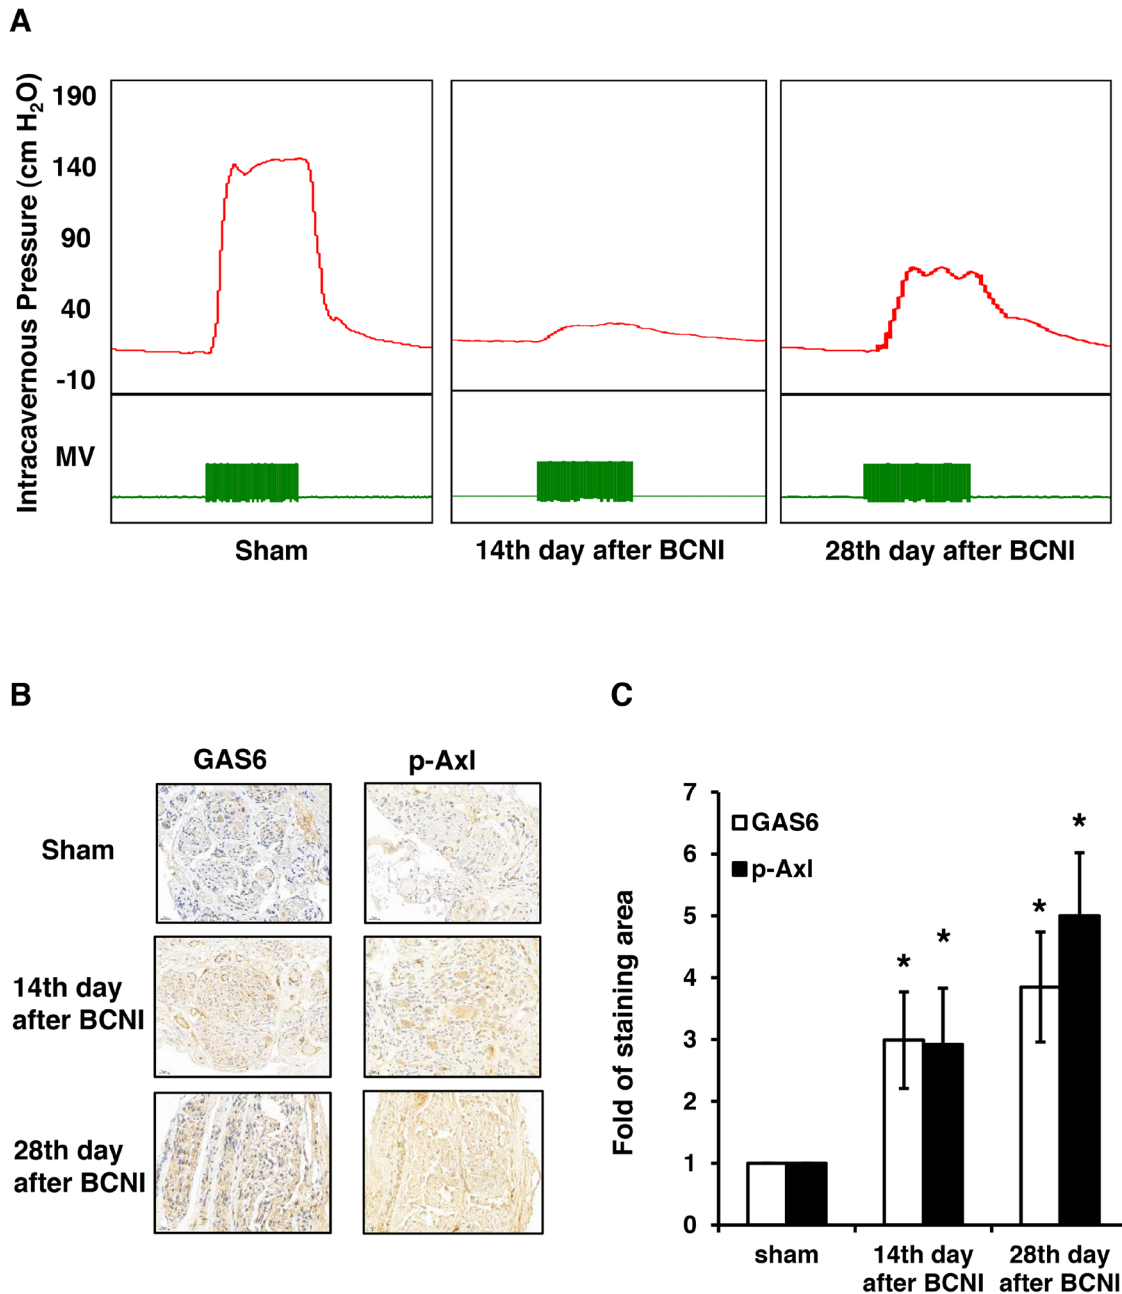 A
Intracavernous Pressure (cm H₂O)
190
140
90
40
-10
MV
Sham
14th day after BCNI
28th day after BCNI
B
GAS6
p-Axl
Sham
14th day
after BCNI
28th day
after BCNI
C
Fold of staining area
7
6
5
4
3
2
1
0
GAS6
p-Axl
*
*
*
*
sham
14th day
after BCNI
28th day
after BCNI